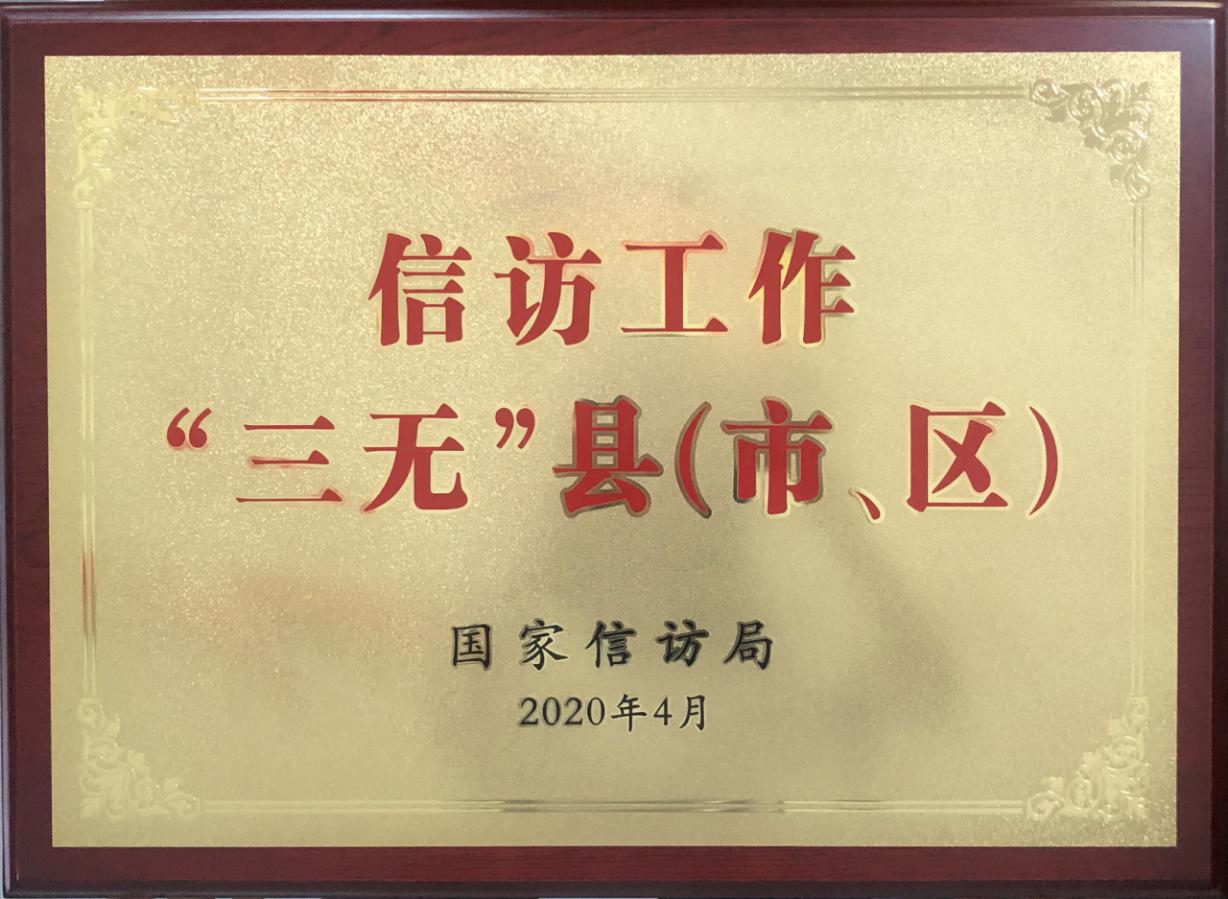 信访工作
“三无”县(市、区)
国家信访局
2020年4月